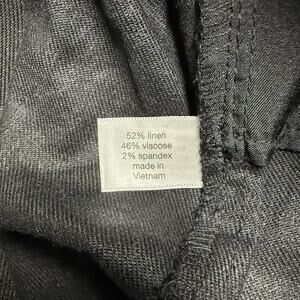 52% linen
46% viscose
2% spandex
made in
Vietnam